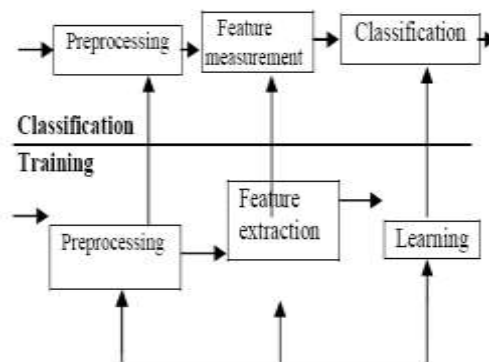 Preprocessing
Feature
measurement
Classification
Classification
Training
Preprocessing
Feature
extraction
Learning